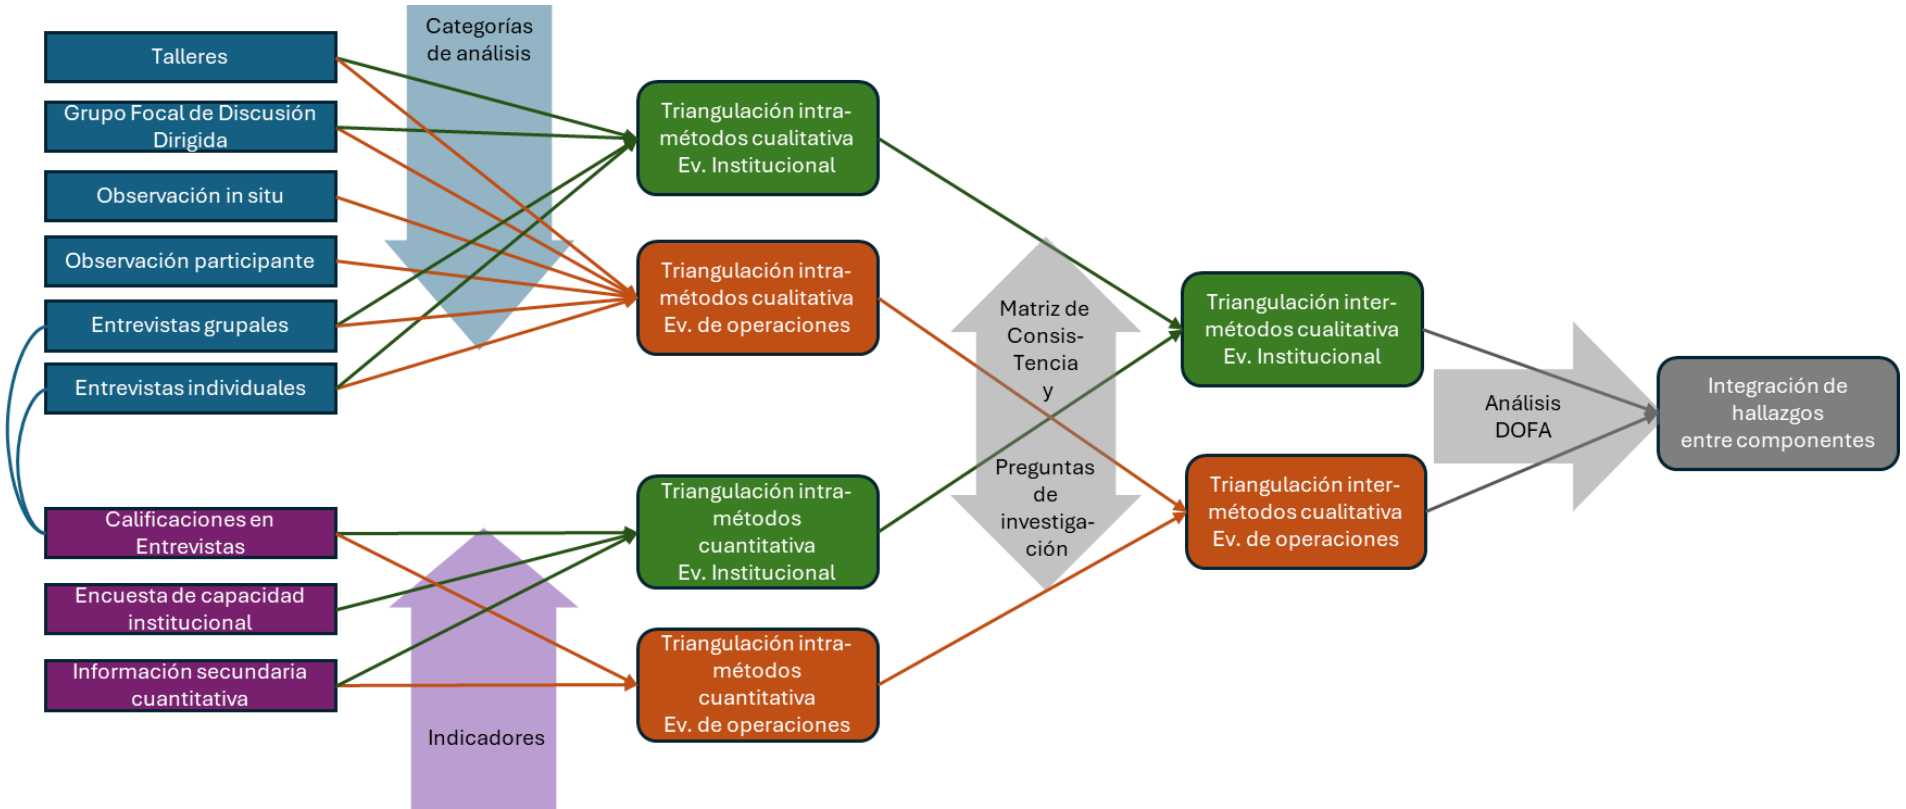 Talleres
Grupo Focal de Discusión
Dirigida
Observación in situ
Observación participante
Entrevistas grupales
Entrevistas individuales
Calificaciones en
Entrevistas
Encuesta de capacidad
institucional
Información secundaria
cuantitativa
Categorías
de análisis
Indicadores
Triangulación intra-
métodos cualitativa
Ev. Institucional
Triangulación intra-
métodos cualitativa
Ev. de operaciones
Triangulación intra-
métodos
cuantitativa
Ev. Institucional
Triangulación intra-
métodos
cuantitativa
Ev. de operaciones
Matriz de
Consis-
Tencia
y
Preguntas
de
investiga-
ción
Triangulación inter-
métodos cualitativa
Ev. Institucional
Triangulación inter-
métodos cualitativa
Ev. de operaciones
Análisis
DOFA
Integración de
hallazgos
entre componentes